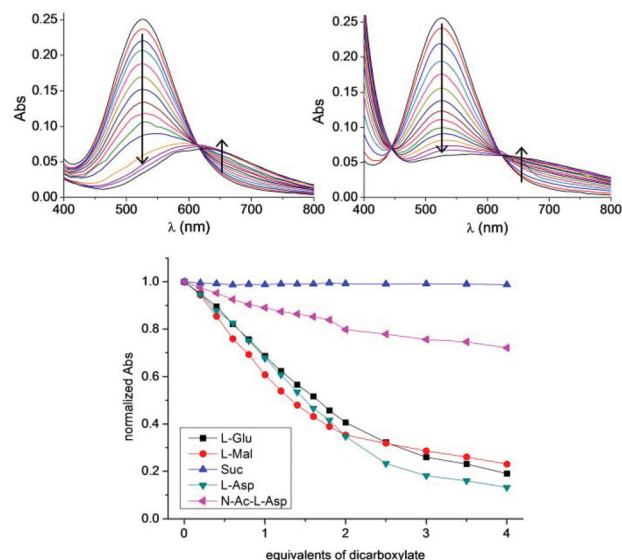 0.25
0.20
0.15
0.10
0.05
0.00
Abs
400 500 600 700 800
λ (nm)
0.25
0.20
0.15
0.10
0.05
0.00
Abs
400 500 600 700 800
λ (nm)
1.0
0.8
0.6
0.4
0.2
0.0
normalized Abs
L-Glu
L-Mal
Suc
L-Asp
N-Ac-L-Asp
0 1 2 3 4
equivalents of dicarboxylate